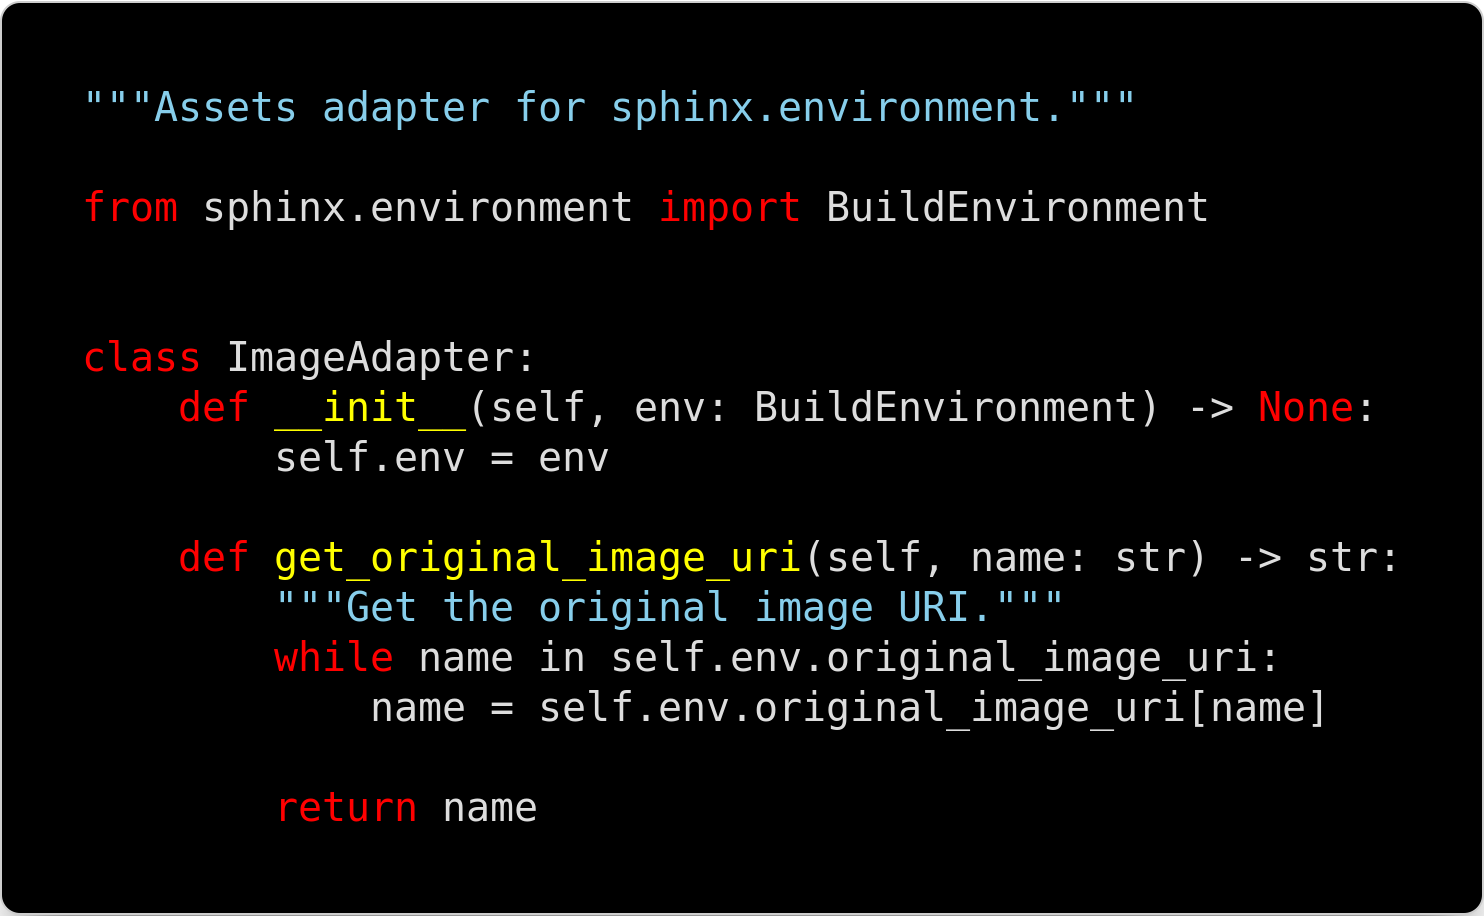 """Assets adapter for sphinx.environment."""

from sphinx.environment import BuildEnvironment


class ImageAdapter:
    def __init__(self, env: BuildEnvironment) -> None:
        self.env = env

    def get_original_image_uri(self, name: str) -> str:
        """Get the original image URI."""
        while name in self.env.original_image_uri:
            name = self.env.original_image_uri[name]

        return name